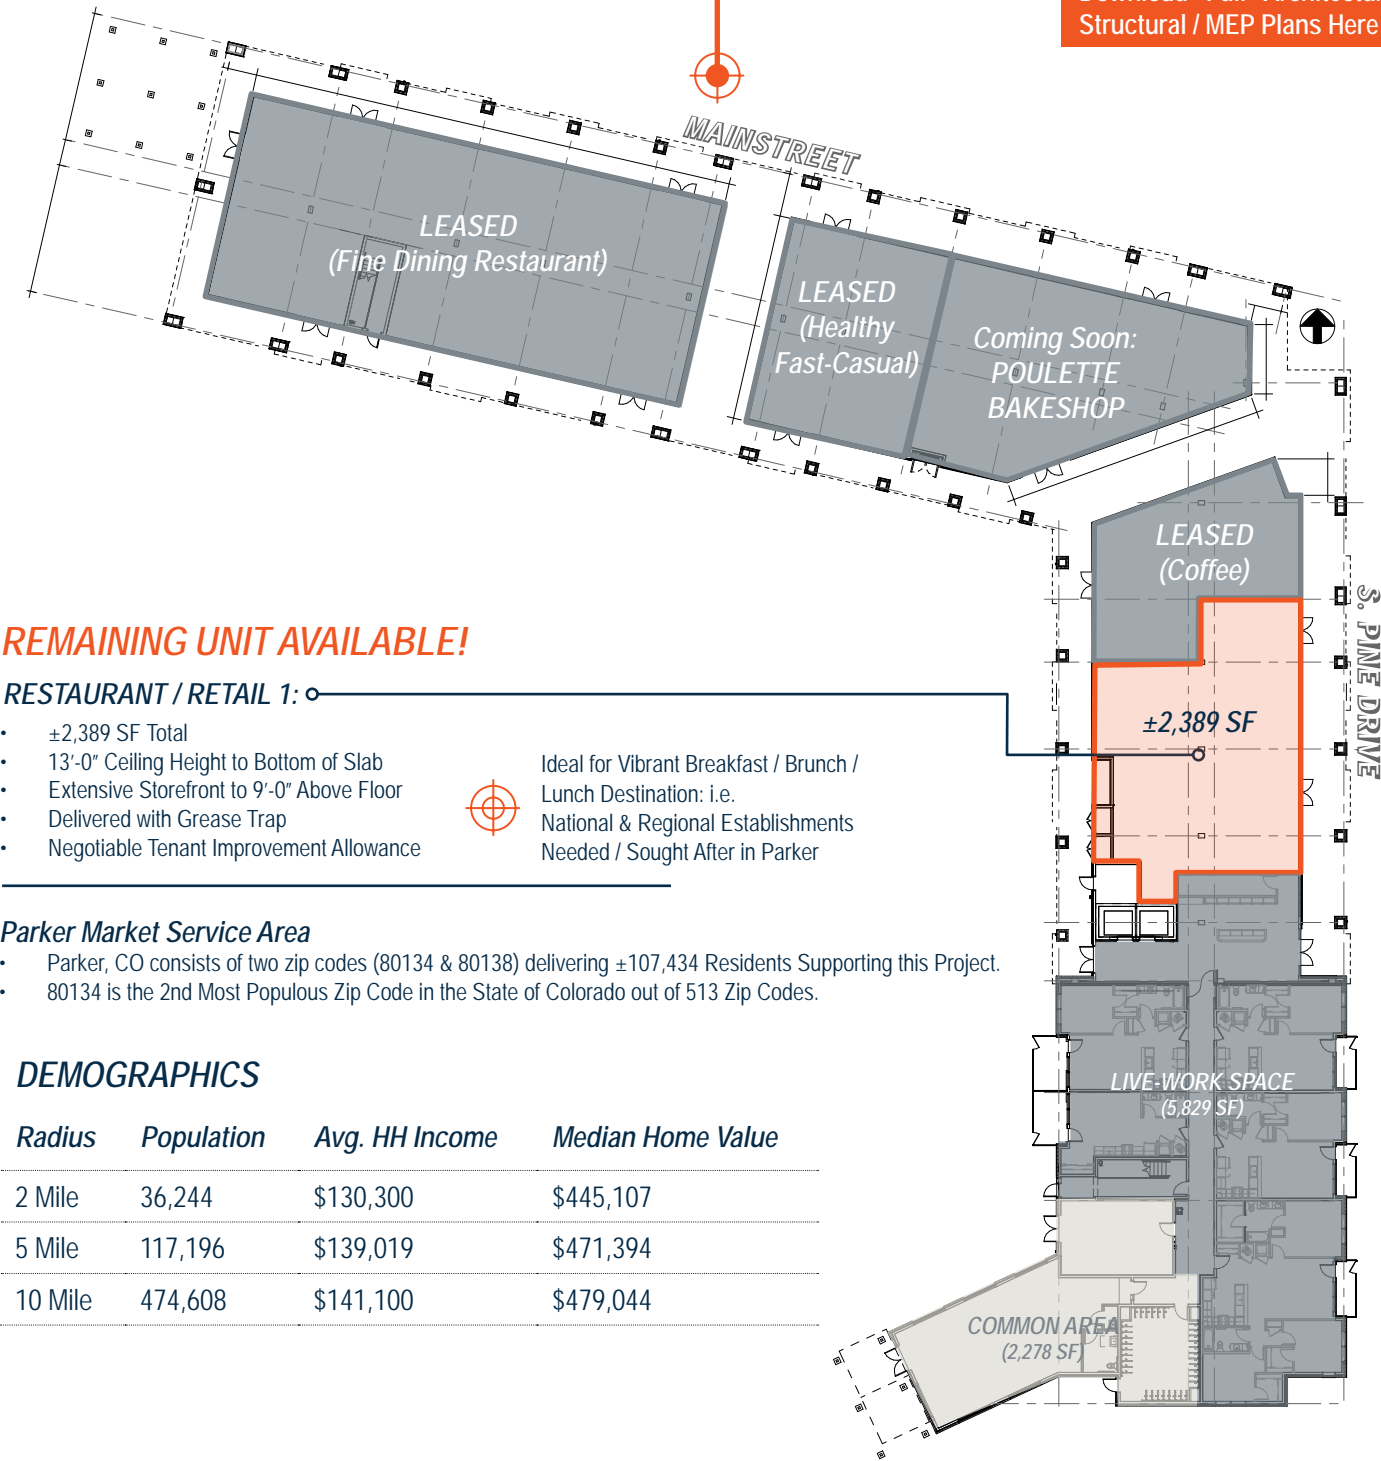 Structural / MEP Plans Here
MAINSTREET
LEASED
(Fine Dining Restaurant)
LEASED
(Healthy
Fast-Casual)
Coming Soon:
POULETTE
BAKESHOP
LEASED
(Coffee)
S. PINE DRIVE
REMAINING UNIT AVAILABLE!
RESTAURANT / RETAIL 1:
• ±2,389 SF Total
• 13'-0" Ceiling Height to Bottom of Slab
• Extensive Storefront to 9'-0" Above Floor
• Delivered with Grease Trap
• Negotiable Tenant Improvement Allowance
Ideal for Vibrant Breakfast / Brunch /
Lunch Destination: i.e.
National & Regional Establishments
Needed / Sought After in Parker
±2,389 SF
Parker Market Service Area
• Parker, CO consists of two zip codes (80134 & 80138) delivering ±107,434 Residents Supporting this Project.
• 80134 is the 2nd Most Populous Zip Code in the State of Colorado out of 513 Zip Codes.
DEMOGRAPHICS
Radius Population Avg. HH Income Median Home Value
2 Mile 36,244 $130,300 $445,107
5 Mile 117,196 $139,019 $471,394
10 Mile 474,608 $141,100 $479,044
LIVE-WORK SPACE
(5,829 SF)
COMMON AREA
(2,278 SF)